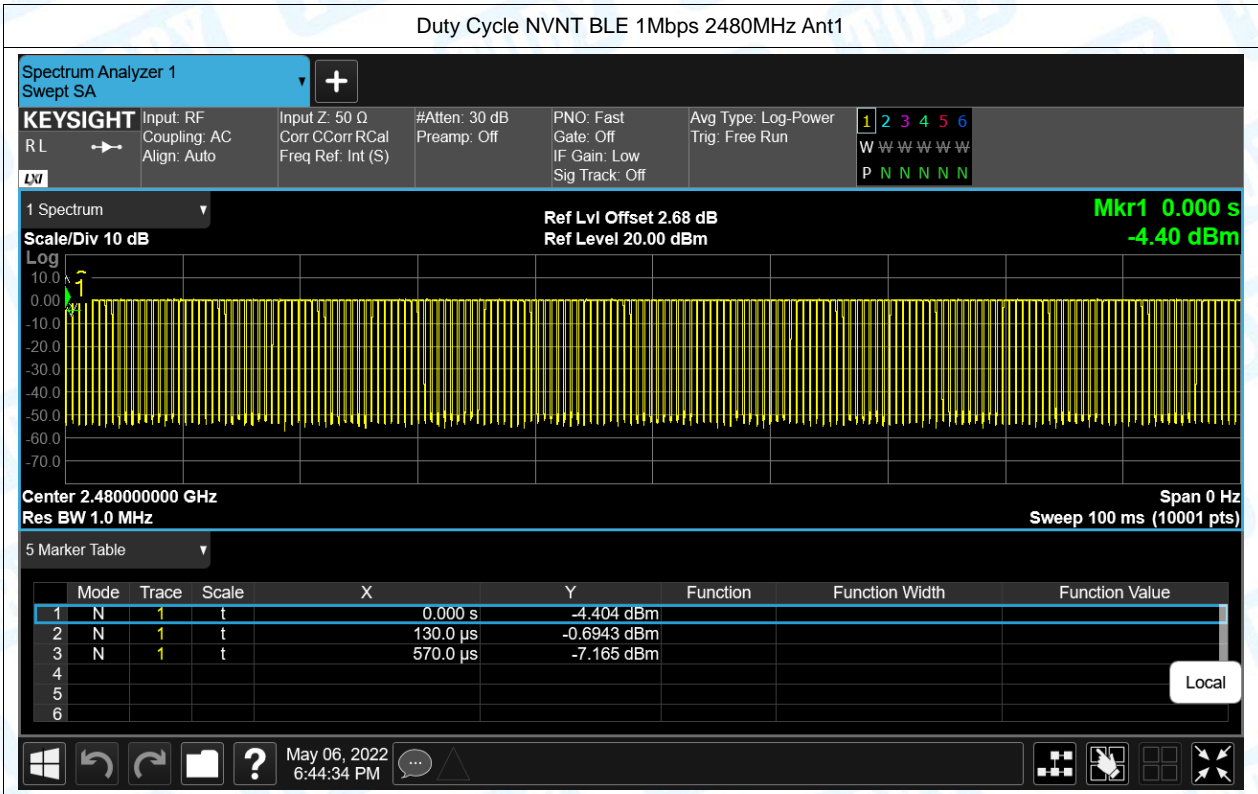 Duty Cycle NVNT BLE 1Mbps 2480MHz Ant1
Spectrum Analyzer 1
Swept SA
+
KEYSIGHT
RL
LXI
Input: RF
Coupling: AC
Align: Auto
Input Z: 50 Ω
Corr CCorr RCal
Freq Ref: Int (S)
#Atten: 30 dB
Preamp: Off
PNO: Fast
Gate: Off
IF Gain: Low
Sig Track: Off
Avg Type: Log-Power
Trig: Free Run
1 2 3 4 5 6
W W W W W W
P N N N N N
1 Spectrum
Scale/Div 10 dB
Ref Lvl Offset 2.68 dB
Ref Level 20.00 dBm
Mkr1 0.000 s
-4.40 dBm
Log
10.0
0.00
-10.0
-20.0
-30.0
-40.0
-50.0
-60.0
-70.0
1
Center 2.480000000 GHz
Res BW 1.0 MHz
Span 0 Hz
Sweep 100 ms (10001 pts)
5 Marker Table
Mode Trace Scale X Y Function Function Width Function Value
1 N 1 t 0.000 s -4.404 dBm
2 N 1 t 130.0 µs -0.6943 dBm
3 N 1 t 570.0 µs -7.165 dBm
4
5
6
Local
?
May 06, 2022
6:44:34 PM